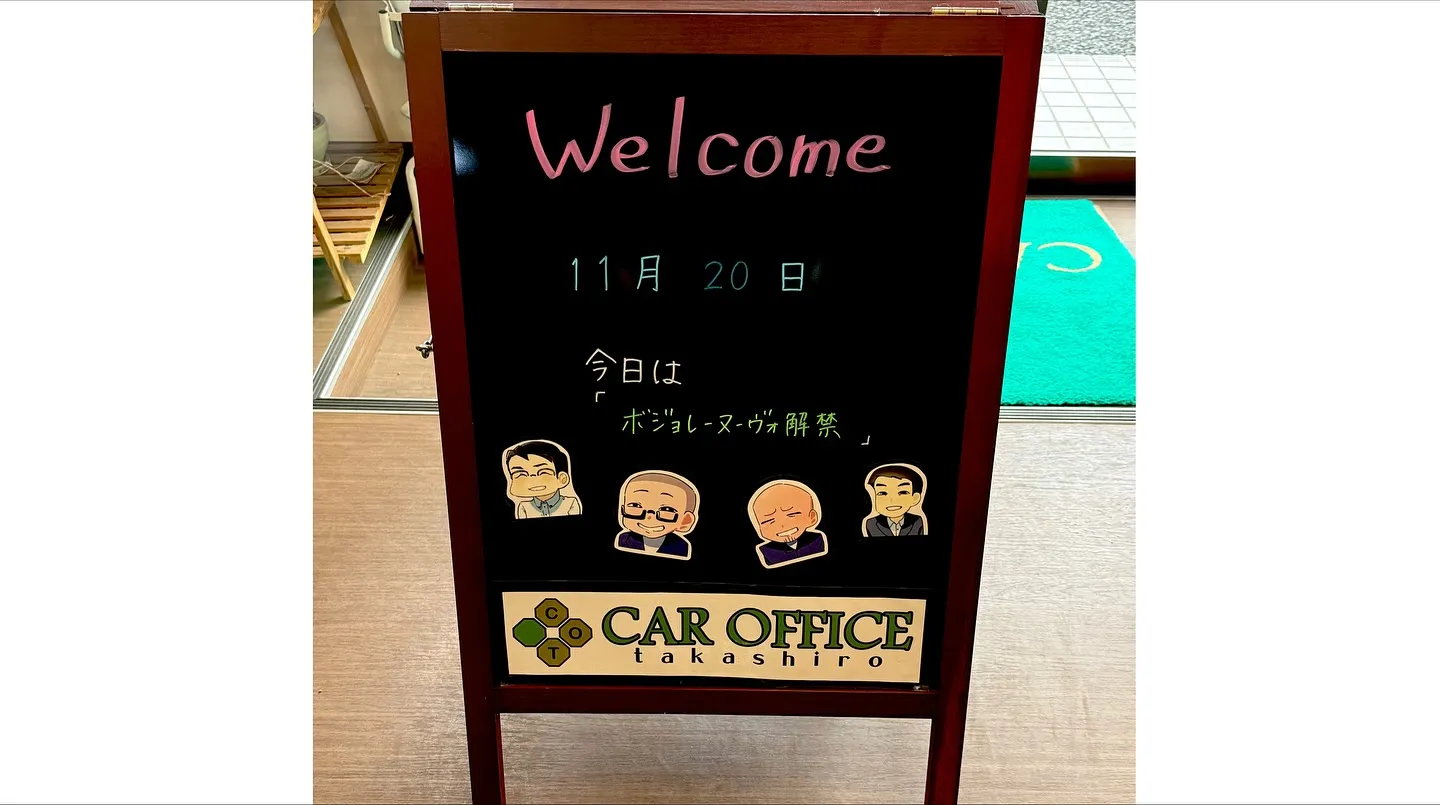 Welcome
11月 20日
今日は
「ボジョレーヌーヴォ解禁」
C
O
T
CAR OFFICE
takashiro